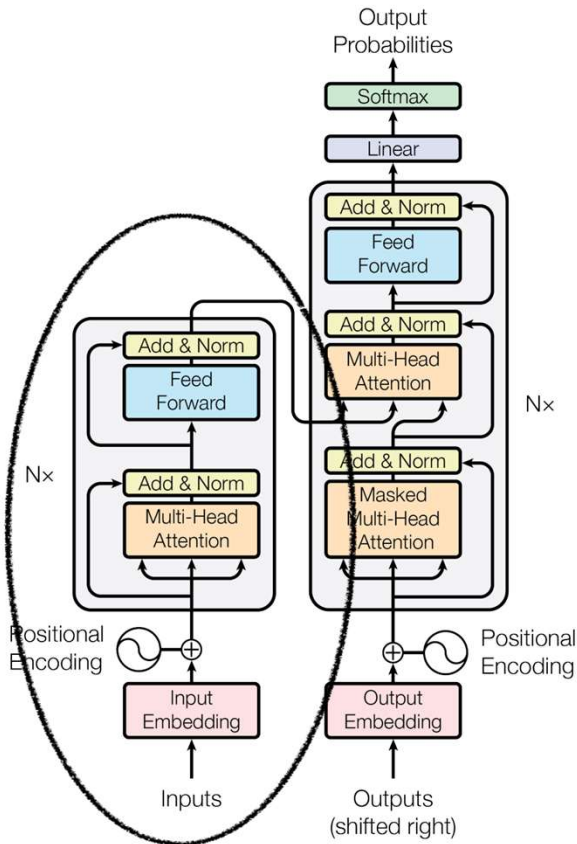 Output
Probabilities
Softmax
Linear
Add & Norm
Feed
Forward
Add & Norm
Multi-Head
Attention
Nx
Add & Norm
Masked
Multi-Head
Attention
Add & Norm
Feed
Forward
Nx
Add & Norm
Multi-Head
Attention
Positional
Encoding
Positional
Encoding
Input
Embedding
Output
Embedding
Inputs
Outputs
(shifted right)